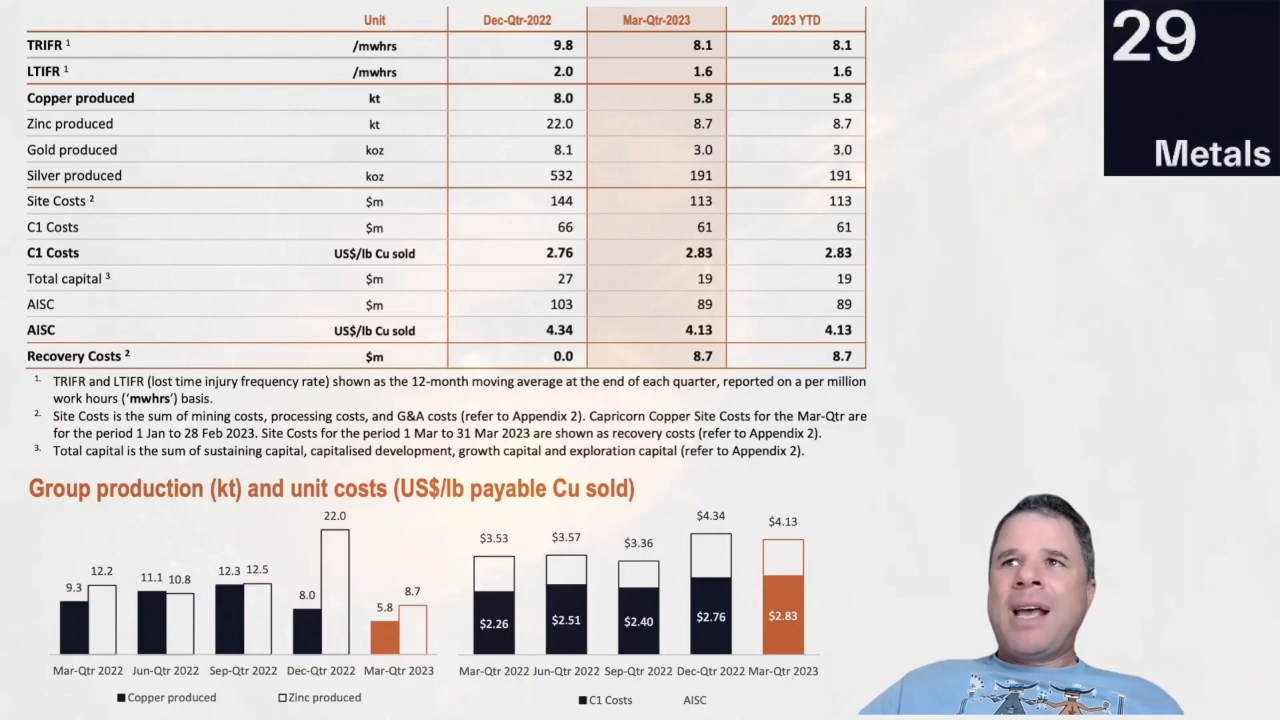 Unit Dec-Qtr-2022 Mar-Qtr-2023 2023 YTD
TRIFR 1 /mwhrs 9.8 8.1 8.1
LTIFR 1 /mwhrs 2.0 1.6 1.6
Copper produced kt 8.0 5.8 5.8
Zinc produced kt 22.0 8.7 8.7
Gold produced koz 8.1 3.0 3.0
Silver produced koz 532 191 191
Site Costs 2 $m 144 113 113
C1 Costs $m 66 61 61
C1 Costs US$/lb Cu sold 2.76 2.83 2.83
Total capital 3 $m 27 19 19
AISC $m 103 89 89
AISC US$/lb Cu sold 4.34 4.13 4.13
Recovery Costs 2 $m 0.0 8.7 8.7
1. TRIFR and LTIFR (lost time injury frequency rate) shown as the 12-month moving average at the end of each quarter, reported on a per million
work hours ('mwhrs') basis.
2. Site Costs is the sum of mining costs, processing costs, and G&A costs (refer to Appendix 2). Capricorn Copper Site Costs for the Mar-Qtr are
for the period 1 Jan to 28 Feb 2023. Site Costs for the period 1 Mar to 31 Mar 2023 are shown as recovery costs (refer to Appendix 2).
3. Total capital is the sum of sustaining capital, capitalised development, growth capital and exploration capital (refer to Appendix 2).
Group production (kt) and unit costs (US$/lb payable Cu sold)
9.3 12.2 11.1 10.8 12.3 12.5 8.0 22.0 5.8 8.7
Mar-Qtr 2022 Jun-Qtr 2022 Sep-Qtr 2022 Dec-Qtr 2022 Mar-Qtr 2023
Copper produced Zinc produced
$3.53 $3.57 $3.36 $4.34 $4.13
$2.26 $2.51 $2.40 $2.76 $2.83
Mar-Qtr 2022 Jun-Qtr 2022 Sep-Qtr 2022 Dec-Qtr 2022 Mar-Qtr 2023
C1 Costs AISC
29
Metals